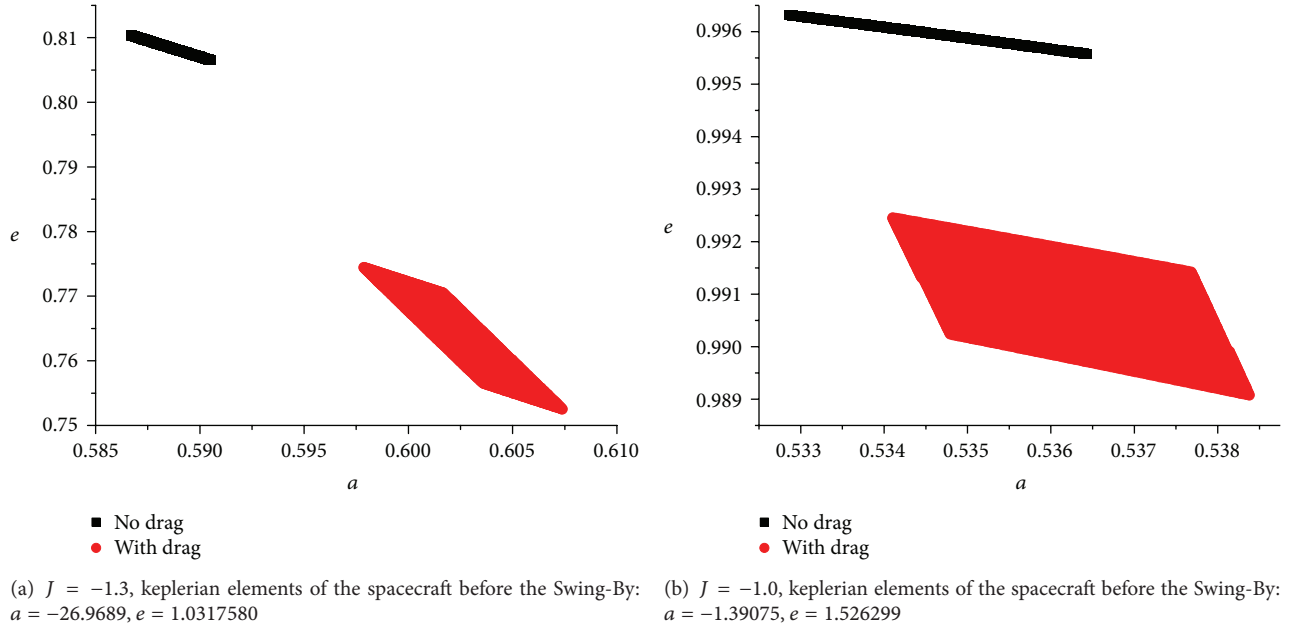 0.81
0.80
0.79
0.78
0.77
0.76
0.75
e
0.585
0.590
0.595
0.600
0.605
0.610
a
No drag
With drag
(a) J = −1.3, keplerian elements of the spacecraft before the Swing-By:
a = −26.9689, e = 1.0317580
0.996
0.995
0.994
0.993
0.992
0.991
0.990
0.989
e
0.533
0.534
0.535
0.536
0.537
0.538
a
No drag
With drag
(b) J = −1.0, keplerian elements of the spacecraft before the Swing-By:
a = −1.39075, e = 1.526299